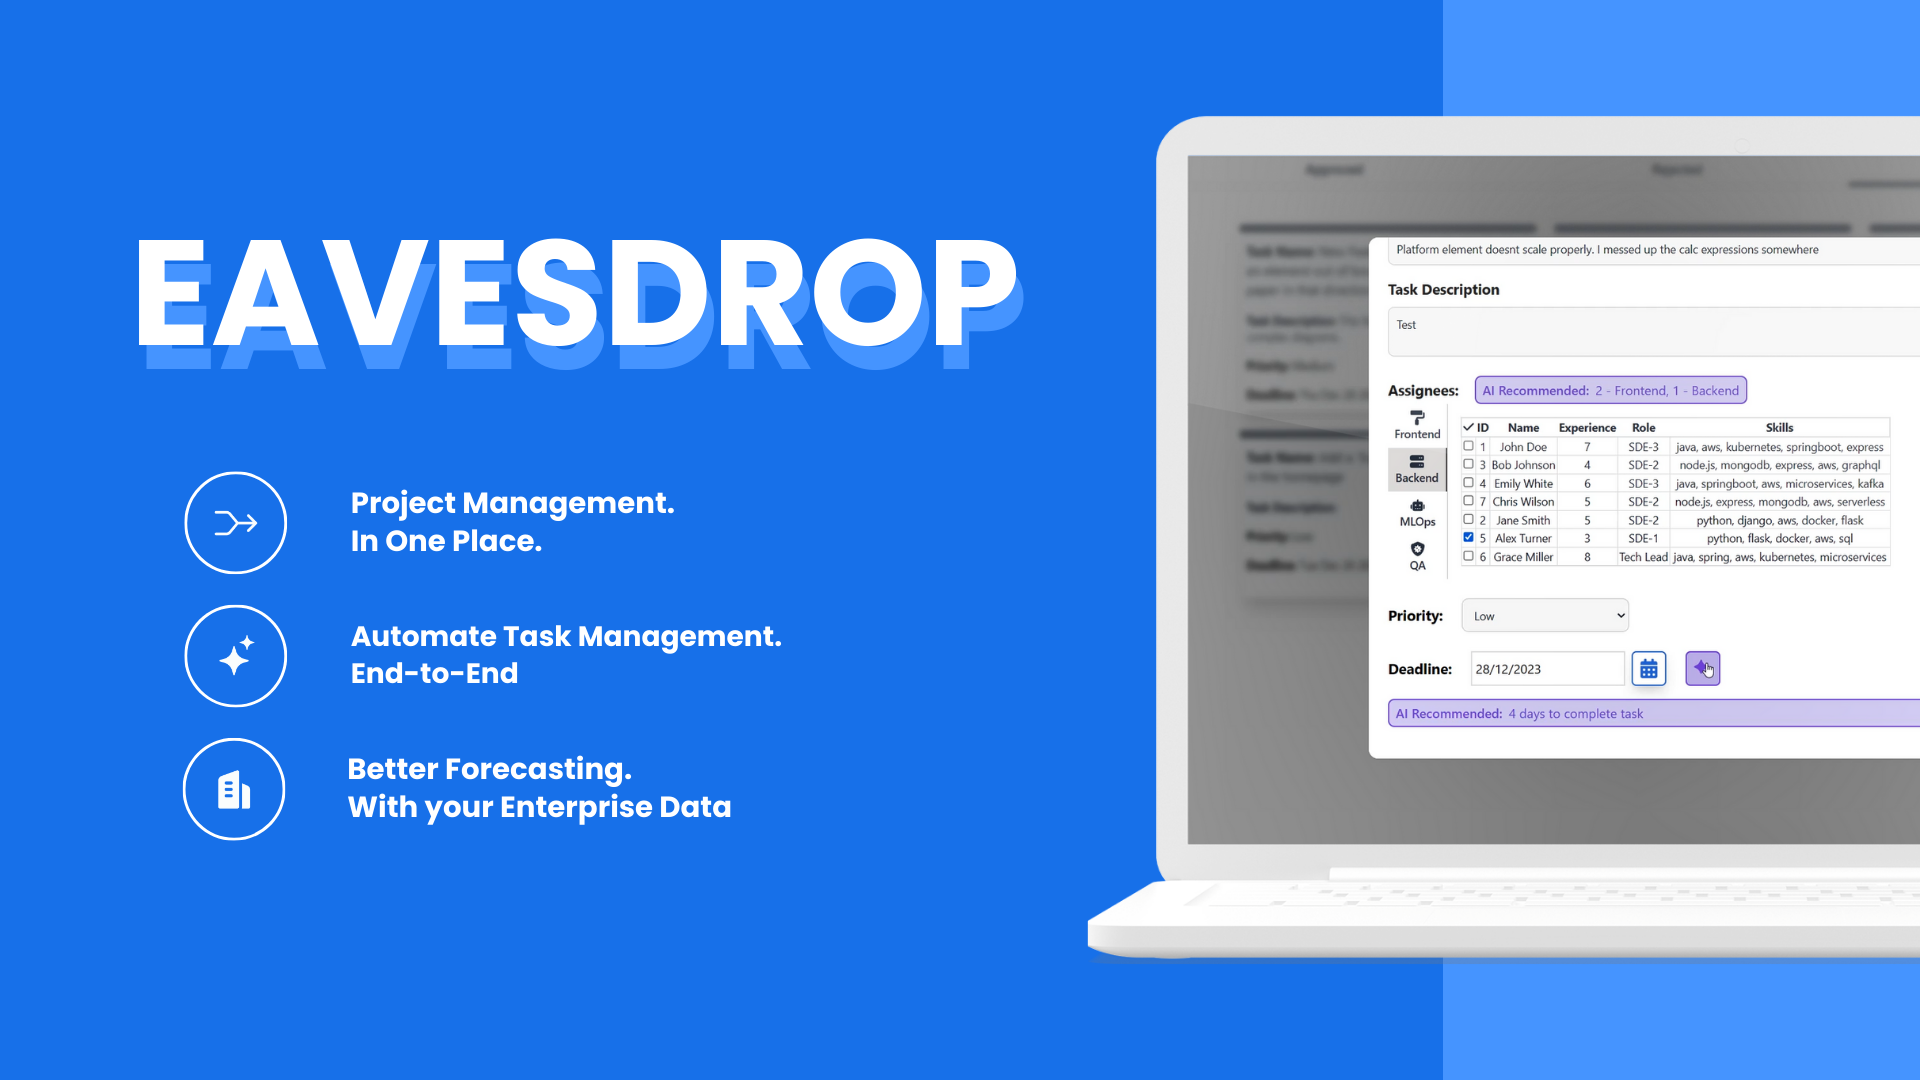 EAVESDROP
Project Management.
In One Place.
Automate Task Management.
End-to-End
Better Forecasting.
With your Enterprise Data
Approved
Rejected
Platform element doesnt scale properly. I messed up the calc expressions somewhere
Task Description
Test
Assignees:
AI Recommended: 2 - Frontend, 1 - Backend
Frontend
Backend
MLOps
QA
ID Name Experience Role Skills
1 John Doe 7 SDE-3 java, aws, kubernetes, springboot, express
3 Bob Johnson 4 SDE-2 node.js, mongodb, express, aws, graphql
4 Emily White 6 SDE-3 java, springboot, aws, microservices, kafka
7 Chris Wilson 5 SDE-2 node.js, express, mongodb, aws, serverless
2 Jane Smith 5 SDE-2 python, django, aws, docker, flask
5 Alex Turner 3 SDE-1 python, flask, docker, aws, sql
6 Grace Miller 8 Tech Lead java, spring, aws, kubernetes, microservices
Priority: Low
Deadline: 28/12/2023
AI Recommended: 4 days to complete task